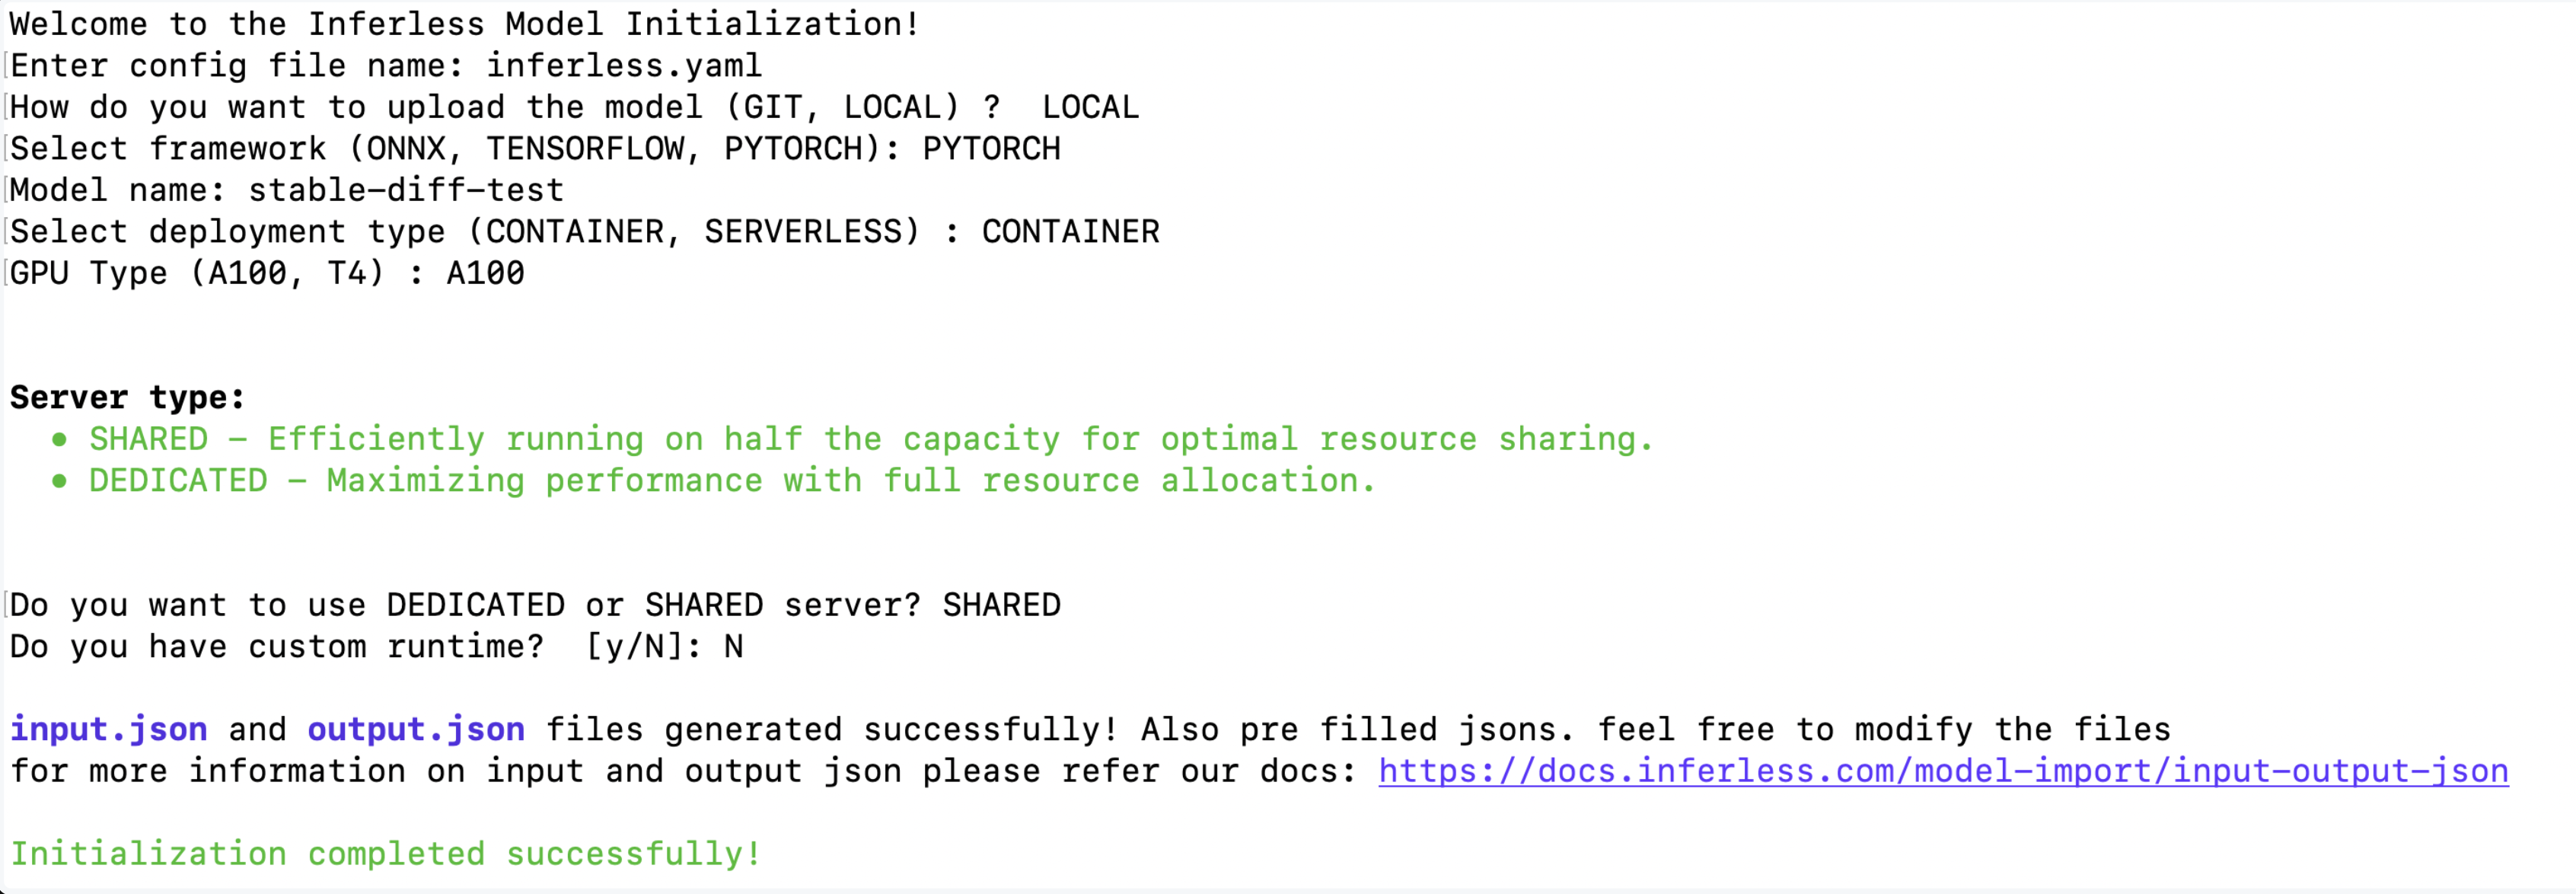 Welcome to the Inferless Model Initialization!
Enter config file name: inferless.yaml
How do you want to upload the model (GIT, LOCAL) ?  LOCAL
Select framework (ONNX, TENSORFLOW, PYTORCH): PYTORCH
Model name: stable-diff-test
Select deployment type (CONTAINER, SERVERLESS) : CONTAINER
GPU Type (A100, T4) : A100
Server type:
• SHARED – Efficiently running on half the capacity for optimal resource sharing.
• DEDICATED – Maximizing performance with full resource allocation.
Do you want to use DEDICATED or SHARED server? SHARED
Do you have custom runtime?  [y/N]: N
input.json and output.json files generated successfully! Also pre filled jsons. feel free to modify the files
for more information on input and output json please refer our docs: https://docs.inferless.com/model-import/input-output-json
Initialization completed successfully!